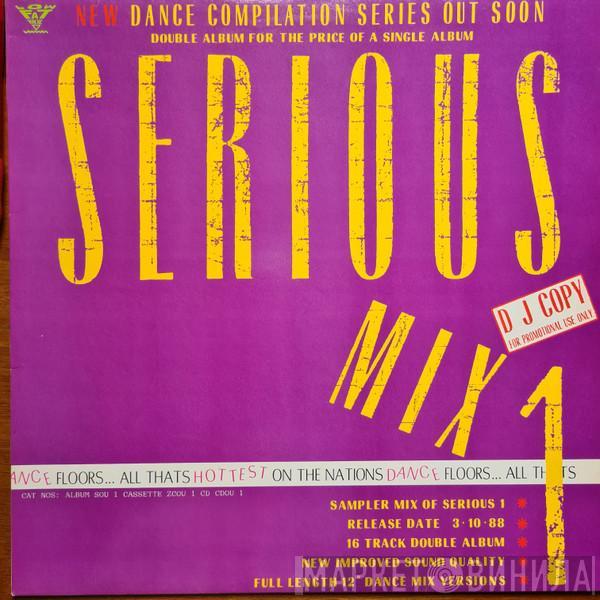 NEW DANCE COMPILATION SERIES OUT SOON
DOUBLE ALBUM FOR THE PRICE OF A SINGLE ALBUM
SERIOUS
D J COPY
FOR PROMOTIONAL USE ONLY
MIX 1
ANCE FLOORS... ALL THATS HOTTEST ON THE NATIONS DANCE FLOORS... ALL THATS
CAT NOS: ALBUM SOU 1 CASSETTE ZCOU 1 CD CDOU 1
SAMPLER MIX OF SERIOUS 1 *
RELEASE DATE 3·10·88 *
16 TRACK DOUBLE ALBUM *
NEW IMPROVED SOUND QUALITY *
FULL LENGTH 12" DANCE MIX VERSIONS *
МАРКЕТ ВИНИЛА